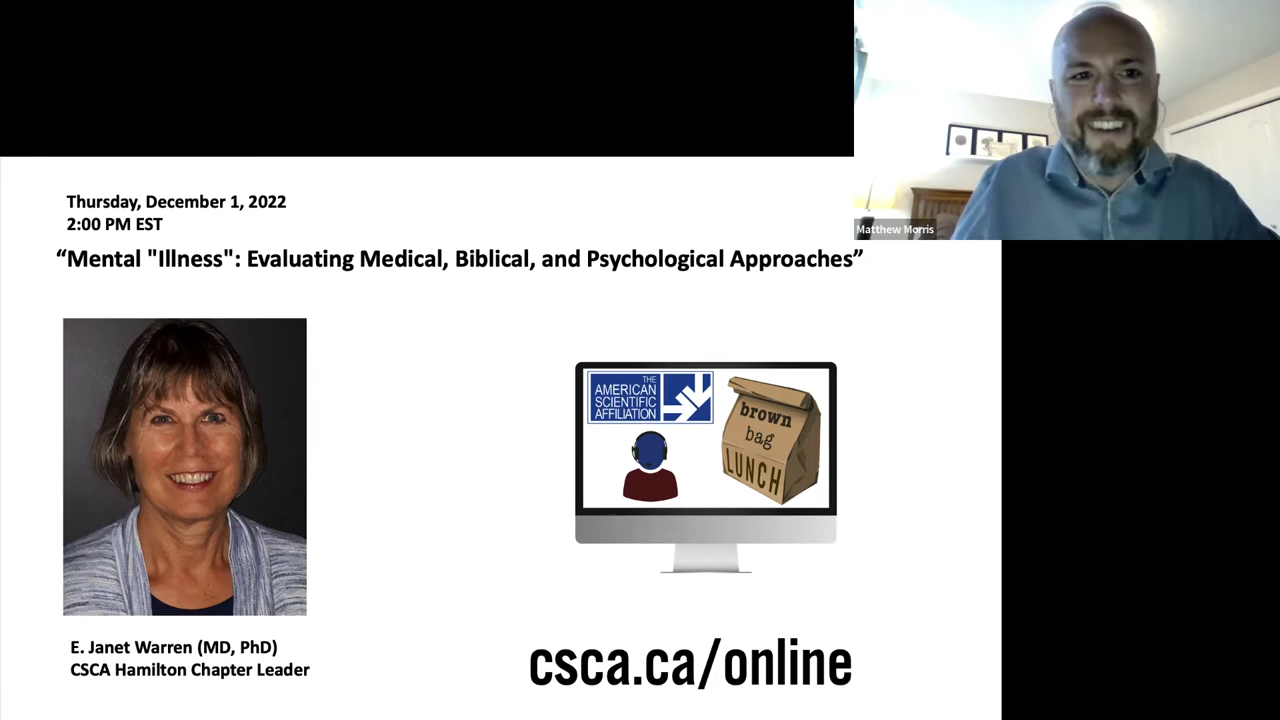 Thursday, December 1, 2022
2:00 PM EST
“Mental "Illness": Evaluating Medical, Biblical, and Psychological Approaches”
Matthew Morris
THE
AMERICAN
SCIENTIFIC
AFFILIATION
brown
bag
LUNCH
E. Janet Warren (MD, PhD)
CSCA Hamilton Chapter Leader
csca.ca/online